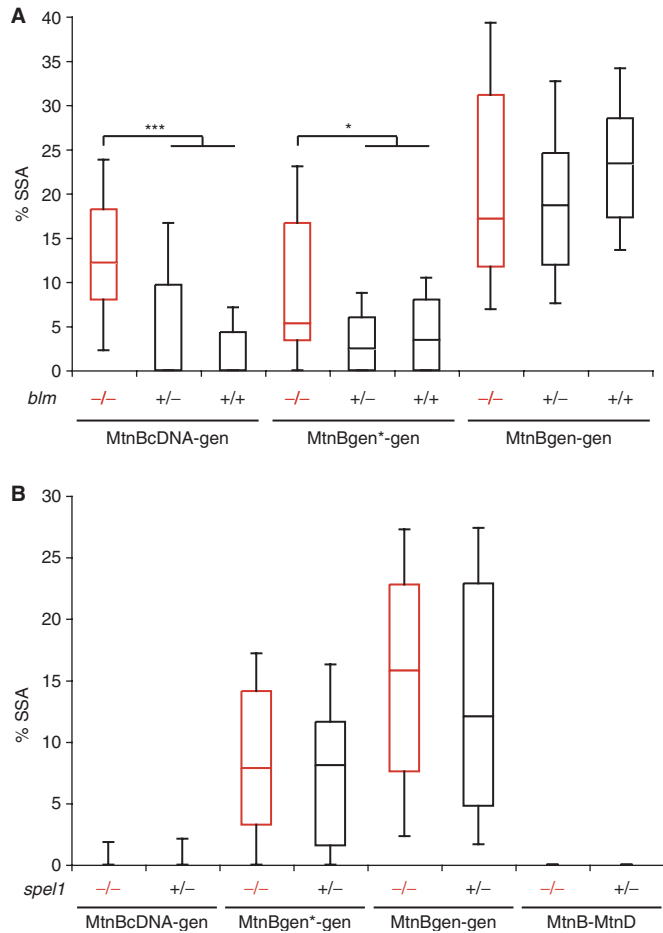 A
40
35
30
25
20
15
10
5
0
% SSA
***
*
blm
–/– +/– +/+ –/– +/– +/+ –/– +/– +/+
MtnBcDNA-gen MtnBgen*-gen MtnBgen-gen
B
30
25
20
15
10
5
0
% SSA
spel1
–/– +/– –/– +/– –/– +/– –/– +/–
MtnBcDNA-gen MtnBgen*-gen MtnBgen-gen MtnB-MtnD